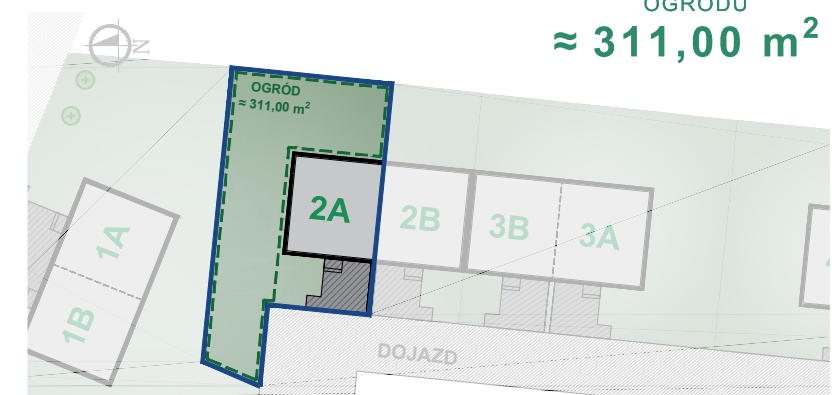 OGRODU
≈ 311,00 m²
N
OGRÓD
≈ 311,00 m²
2A
2B
3B
3A
1A
1B
DOJAZD